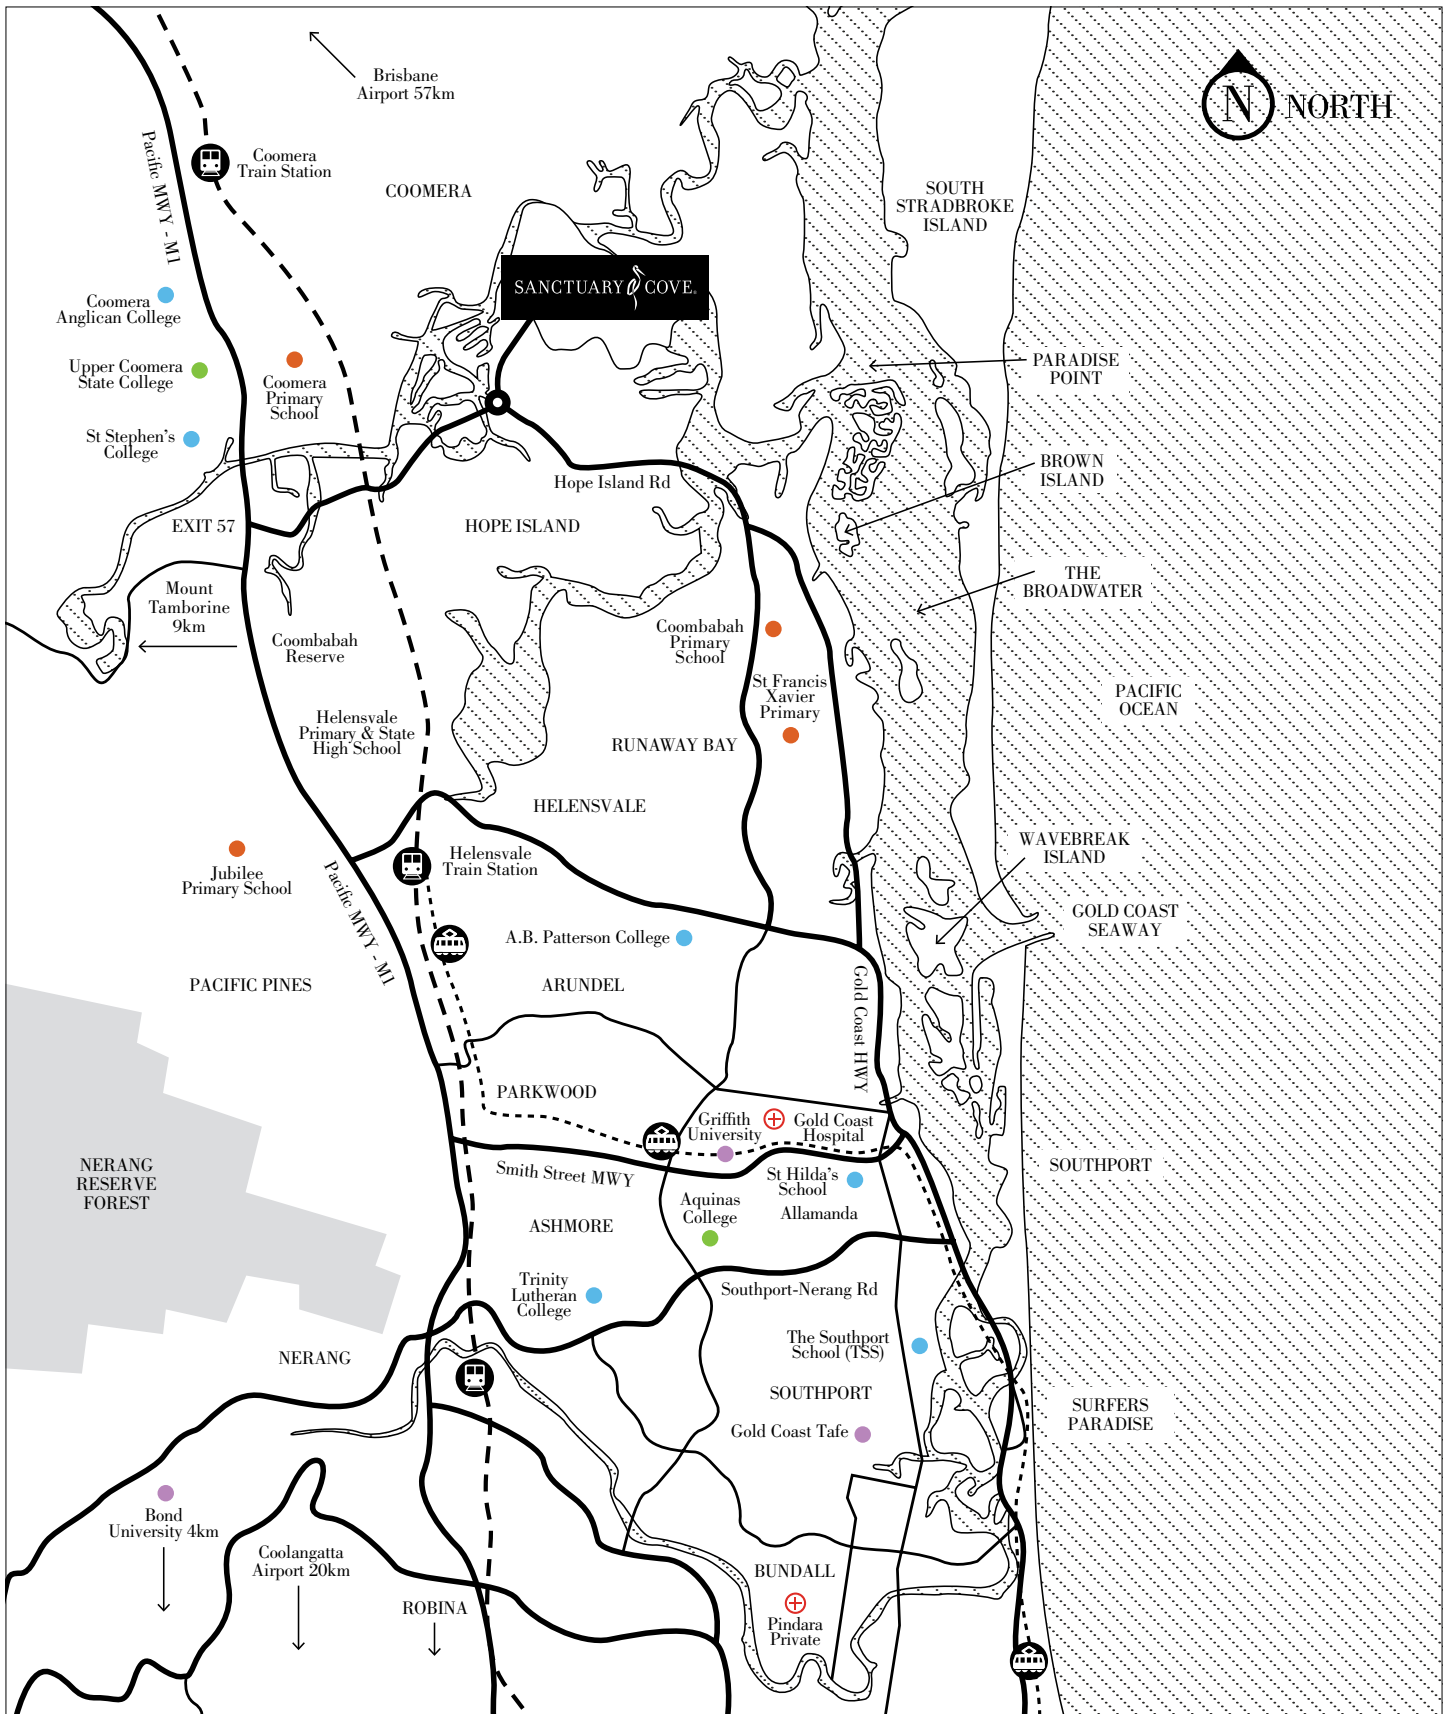 Brisbane
Airport 57km
N NORTH
Coomera
Train Station
Pacific MWY - M1
COOMERA
SOUTH
STRADBROKE
ISLAND
SANCTUARY COVE®
Coomera
Anglican College
Upper Coomera
State College
Coomera
Primary
School
St Stephen's
College
PARADISE
POINT
BROWN
ISLAND
Hope Island Rd
EXIT 57
HOPE ISLAND
THE
BROADWATER
Mount
Tamborine
9km
Coombabah
Reserve
Coombabah
Primary
School
St Francis
Xavier
Primary
PACIFIC
OCEAN
Helensvale
Primary & State
High School
RUNAWAY BAY
HELENSVALE
WAVEBREAK
ISLAND
Jubilee
Primary School
Helensvale
Train Station
Pacific MWY - M1
GOLD COAST
SEAWAY
A.B. Patterson College
PACIFIC PINES
ARUNDEL
Gold Coast HWY
PARKWOOD
Griffith
University
Gold Coast
Hospital
NERANG
RESERVE
FOREST
Smith Street MWY
St Hilda's
School
SOUTHPORT
Aquinas
College
Allamanda
ASHMORE
Trinity
Lutheran
College
Southport-Nerang Rd
The Southport
School (TSS)
NERANG
SOUTHPORT
SURFERS
PARADISE
Gold Coast Tafe
Bond
University 4km
Coolangatta
Airport 20km
BUNDALL
ROBINA
Pindara
Private